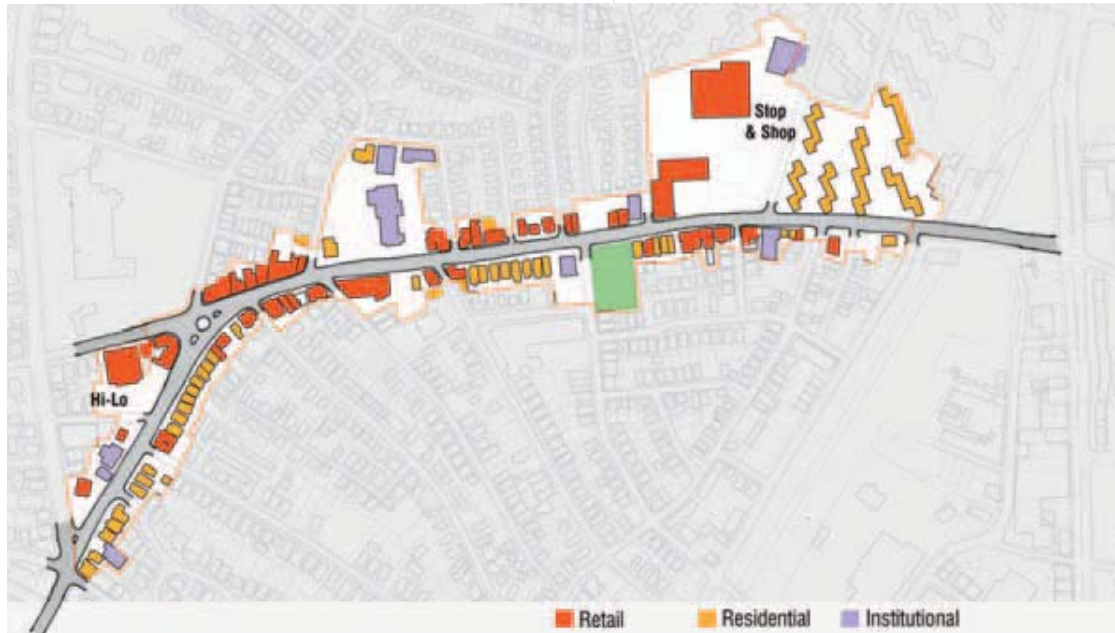 Stop
& Shop
Hi-Lo
Retail
Residential
Institutional